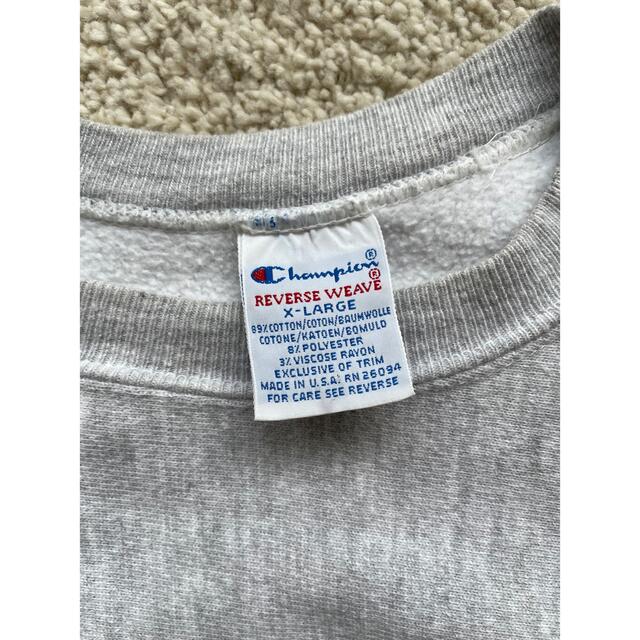 Champion®
REVERSE WEAVE®
X-LARGE
89% COTTON/COTON/BAUMWOLLE
COTONE/KATOEN/BOMULD
8% POLYESTER
3% VISCOSE RAYON
EXCLUSIVE OF TRIM
MADE IN U.S.A. RN 26094
FOR CARE SEE REVERSE